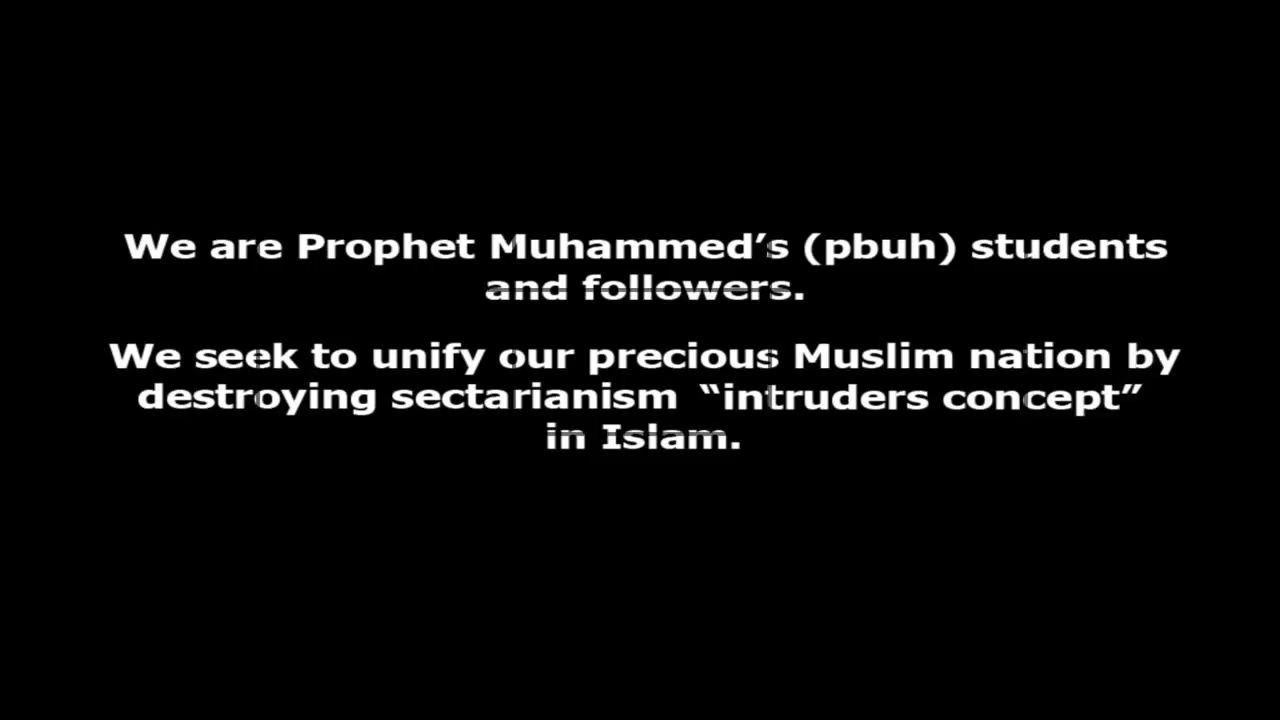 We are Prophet Muhammed’s (pbuh) students
and followers.
We seek to unify our precious Muslim nation by
destroying sectarianism “intruders concept”
in Islam.